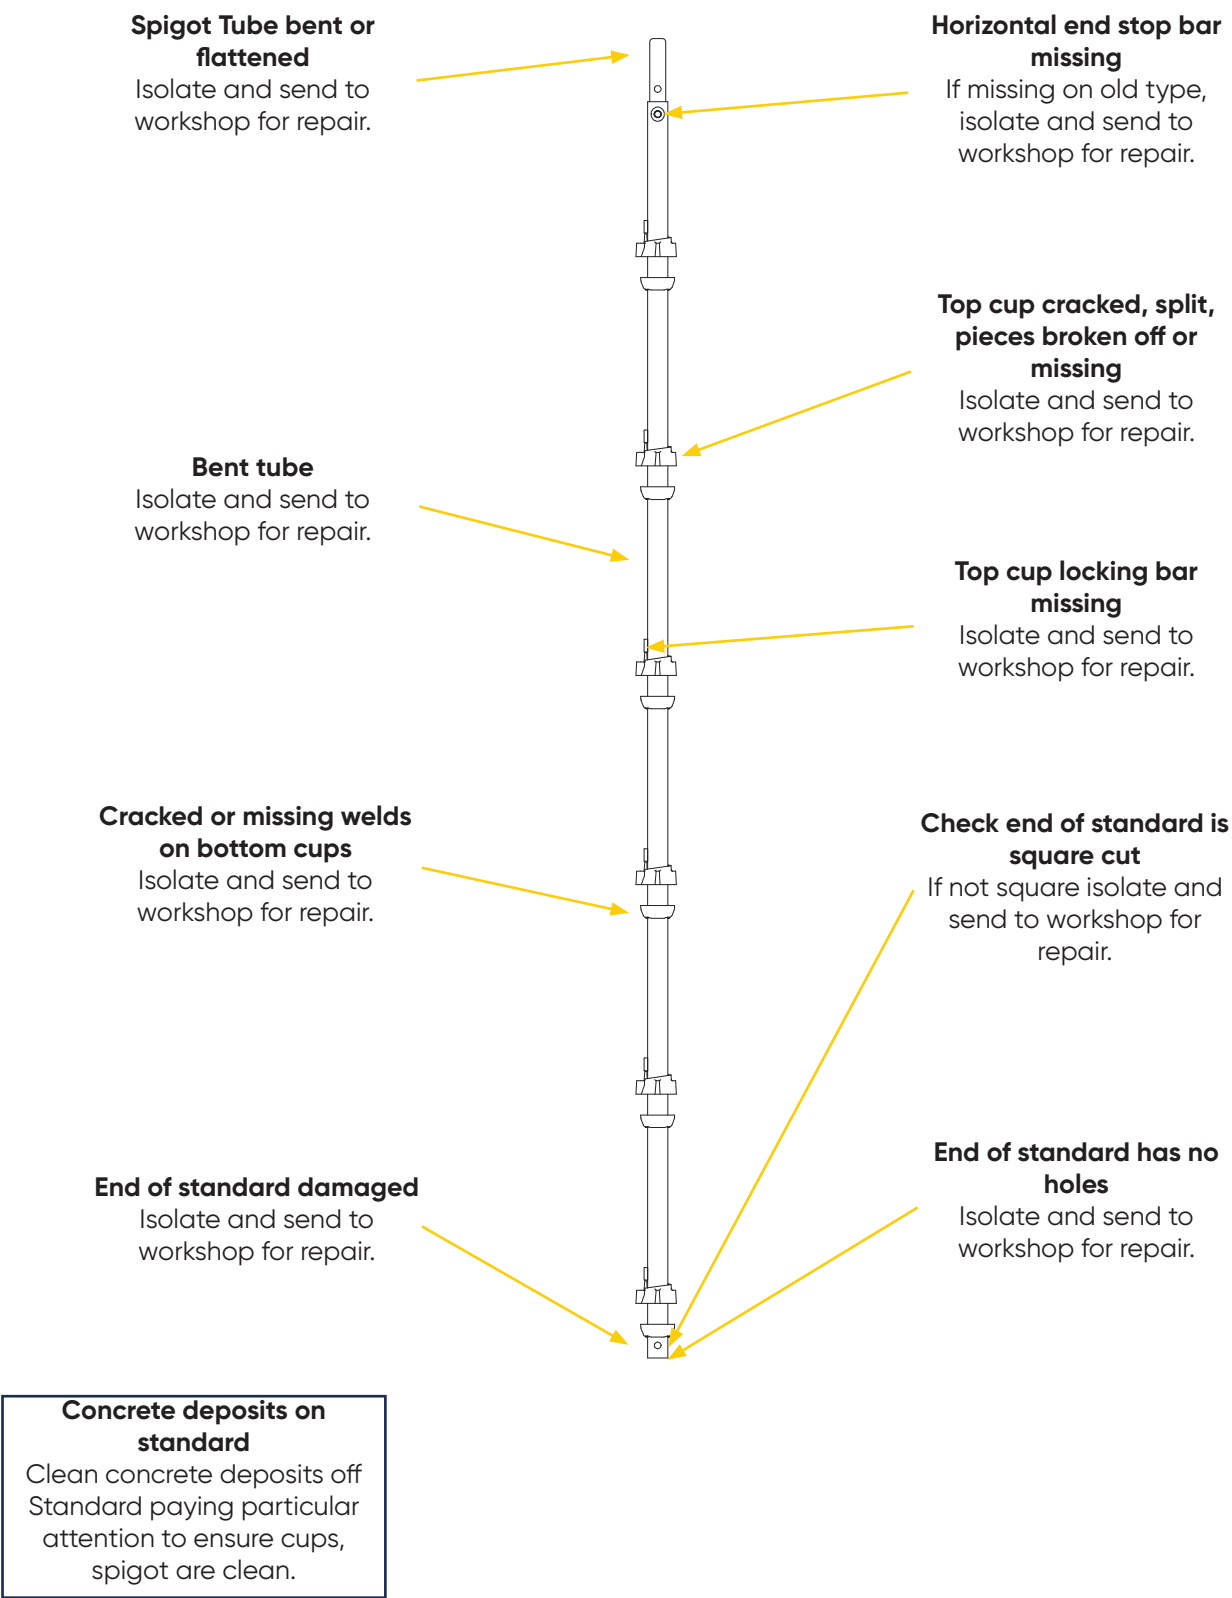 Spigot Tube bent or
flattened
Isolate and send to
workshop for repair.
Horizontal end stop bar
missing
If missing on old type,
isolate and send to
workshop for repair.
Top cup cracked, split,
pieces broken off or
missing
Isolate and send to
workshop for repair.
Bent tube
Isolate and send to
workshop for repair.
Top cup locking bar
missing
Isolate and send to
workshop for repair.
Cracked or missing welds
on bottom cups
Isolate and send to
workshop for repair.
Check end of standard is
square cut
If not square isolate and
send to workshop for
repair.
End of standard has no
holes
Isolate and send to
workshop for repair.
End of standard damaged
Isolate and send to
workshop for repair.
Concrete deposits on
standard
Clean concrete deposits off
Standard paying particular
attention to ensure cups,
spigot are clean.